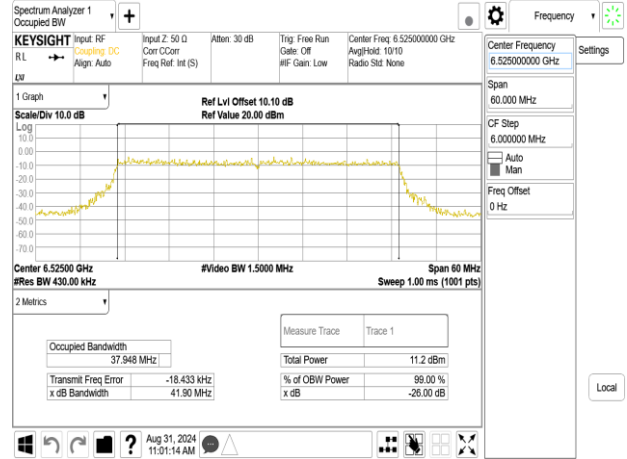 Spectrum Analyzer 1
Occupied BW
+
Frequency
Settings
KEYSIGHT
RL
LXI
Input: RF
Coupling: DC
Align: Auto
Input Z: 50 Ω
Corr CCorr
Freq Ref: Int (S)
Atten: 30 dB
Trig: Free Run
Gate: Off
#IF Gain: Low
Center Freq: 6.525000000 GHz
Avg|Hold: 10/10
Radio Std: None
Center Frequency
6.525000000 GHz
Span
60.000 MHz
CF Step
6.000000 MHz
Auto
Man
Freq Offset
0 Hz
1 Graph
Scale/Div 10.0 dB
Ref Lvl Offset 10.10 dB
Ref Value 20.00 dBm
Log
10.0
0.00
-10.0
-20.0
-30.0
-40.0
-50.0
-60.0
-70.0
Center 6.52500 GHz
#Res BW 430.00 kHz
#Video BW 1.5000 MHz
Span 60 MHz
Sweep 1.00 ms (1001 pts)
2 Metrics
Measure Trace Trace 1
Occupied Bandwidth
37.948 MHz
Total Power 11.2 dBm
Transmit Freq Error -18.433 kHz
% of OBW Power 99.00 %
x dB Bandwidth 41.90 MHz
x dB -26.00 dB
Local
?
Aug 31, 2024
11:01:14 AM